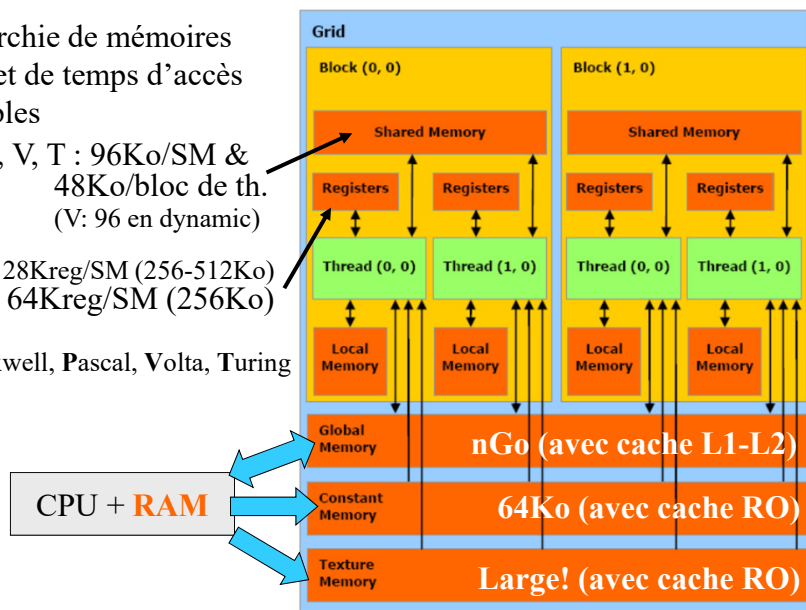 rchie de mémoires
et de temps d'accès
bles
, V, T : 96Ko/SM &
48Ko/bloc de th.
(V: 96 en dynamic)
28Kreg/SM (256-512Ko)
64Kreg/SM (256Ko)
kwell, Pascal, Volta, Turing
CPU + RAM
Grid
Block (0, 0)
Shared Memory
Registers
Registers
Thread (0, 0)
Thread (1, 0)
Local
Memory
Local
Memory
Block (1, 0)
Shared Memory
Registers
Registers
Thread (0, 0)
Thread (1, 0)
Local
Memory
Local
Memory
Global
Memory
nGo (avec cache L1-L2)
Constant
Memory
64Ko (avec cache RO)
Texture
Memory
Large! (avec cache RO)